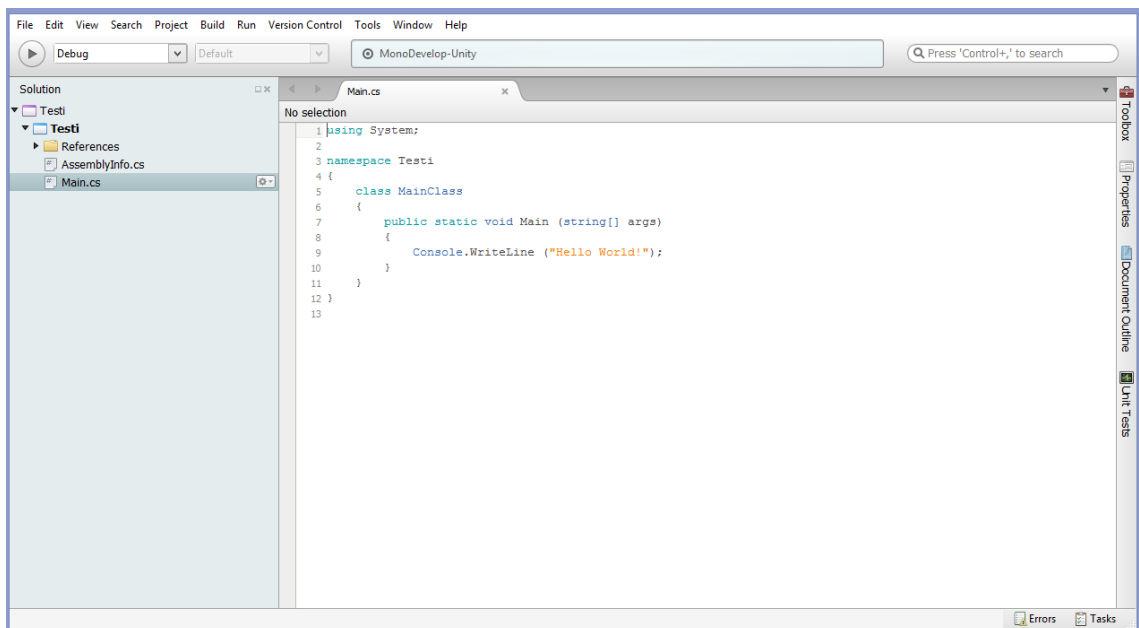 File Edit View Search Project Build Run Version Control Tools Window Help
Debug Default MonoDevelop-Unity Press 'Control+,' to search
Solution
Testi
Testi
References
AssemblyInfo.cs
Main.cs
Main.cs
No selection
1 using System;
2
3 namespace Testi
4 {
5 class MainClass
6 {
7 public static void Main (string[] args)
8 {
9 Console.WriteLine ("Hello World!");
10 }
11 }
12 }
13
Toolbox
Properties
Document Outline
Unit Tests
Errors Tasks